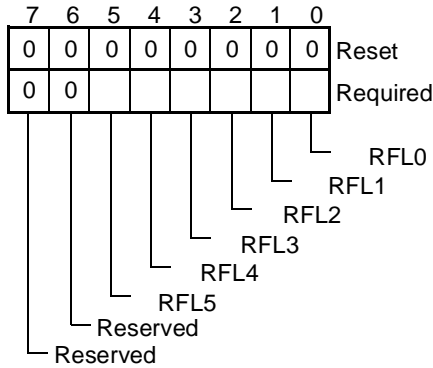 7 6 5 4 3 2 1 0
0 0 0 0 0 0 0 0 Reset
0 0 Required
RFL0
RFL1
RFL2
RFL3
RFL4
RFL5
Reserved
Reserved